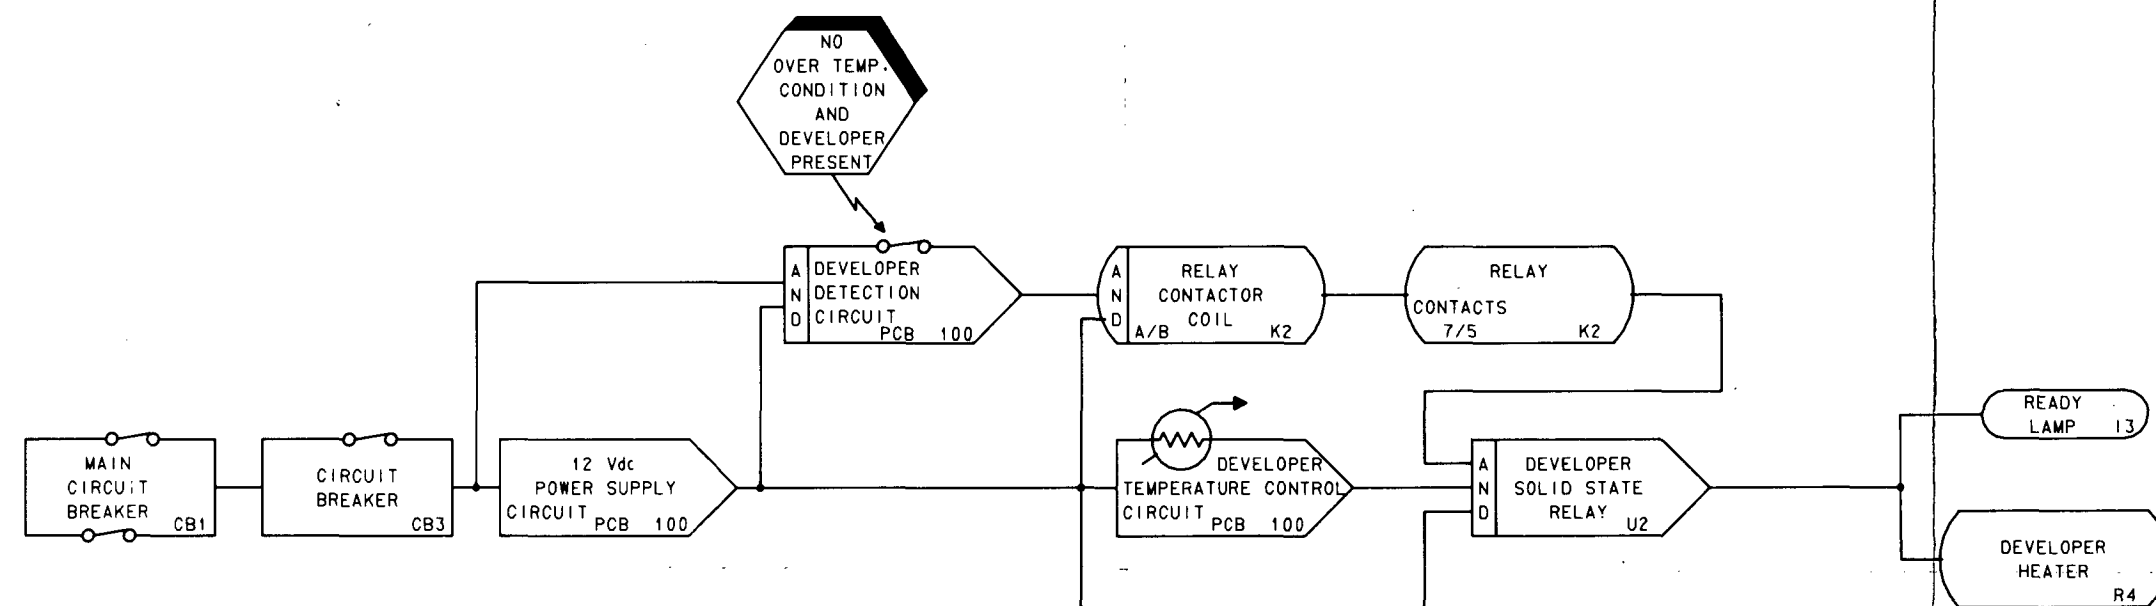 NO
OVER TEMP.
CONDITION
AND
DEVELOPER
PRESENT
A
N
D
DEVELOPER
DETECTION
CIRCUIT
PCB 100
A
N
D
RELAY
CONTACTOR
COIL
A/B K2
RELAY
CONTACTS
7/5 K2
MAIN
CIRCUIT
BREAKER
CB1
CIRCUIT
BREAKER
CB3
12 Vdc
POWER SUPPLY
CIRCUIT
PCB 100
DEVELOPER
TEMPERATURE CONTROL
CIRCUIT
PCB 100
A
N
D
DEVELOPER
SOLID STATE
RELAY
U2
READY
LAMP I3
DEVELOPER
HEATER
R4